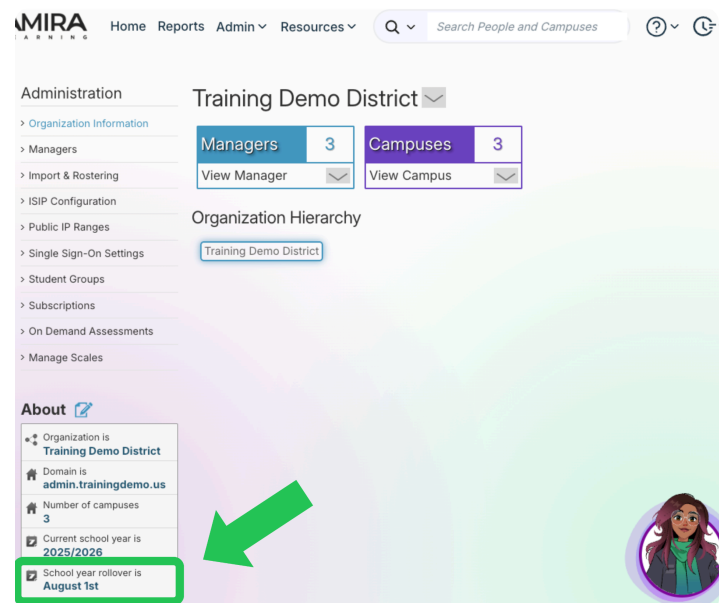 AMIRA
LEARNING
Home Reports Admin Resources
Search People and Campuses
Administration
> Organization Information
> Managers
> Import & Rostering
> ISIP Configuration
> Public IP Ranges
> Single Sign-On Settings
> Student Groups
> Subscriptions
> On Demand Assessments
> Manage Scales
Training Demo District
Managers 3
View Manager
Campuses 3
View Campus
Organization Hierarchy
Training Demo District
About
Organization is
Training Demo District
Domain is
admin.trainingdemo.us
Number of campuses
3
Current school year is
2025/2026
School year rollover is
August 1st